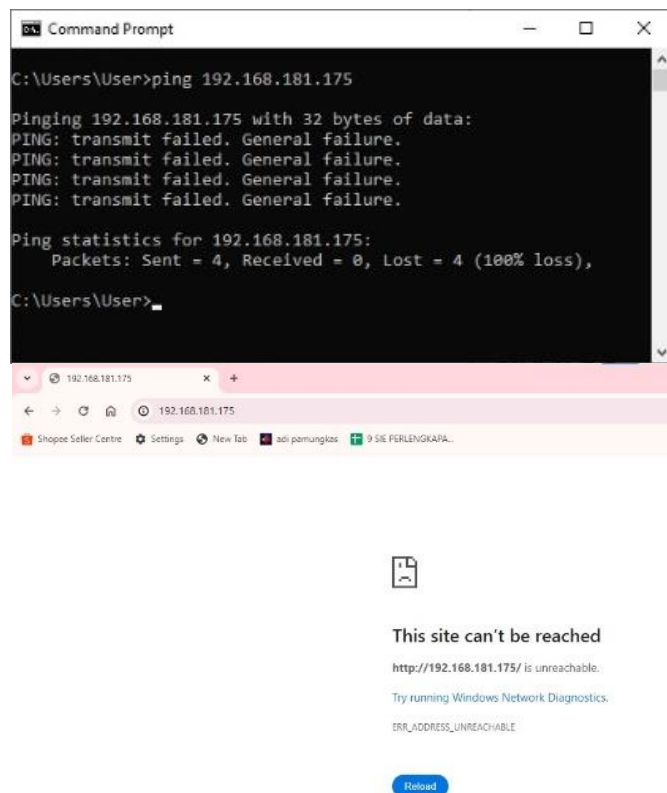 Command Prompt
C:\Users\User>ping 192.168.181.175
Pinging 192.168.181.175 with 32 bytes of data:
PING: transmit failed. General failure.
PING: transmit failed. General failure.
PING: transmit failed. General failure.
PING: transmit failed. General failure.
Ping statistics for 192.168.181.175:
Packets: Sent = 4, Received = 0, Lost = 4 (100% loss),
C:\Users\User>
192.168.181.175
192.168.181.175
Shopee Seller Centre Settings New Tab adi pamungkas 9 SIE PERLENGKAPA...
This site can't be reached
http://192.168.181.175/ is unreachable.
Try running Windows Network Diagnostics.
ERR_ADDRESS_UNREACHABLE
Reload